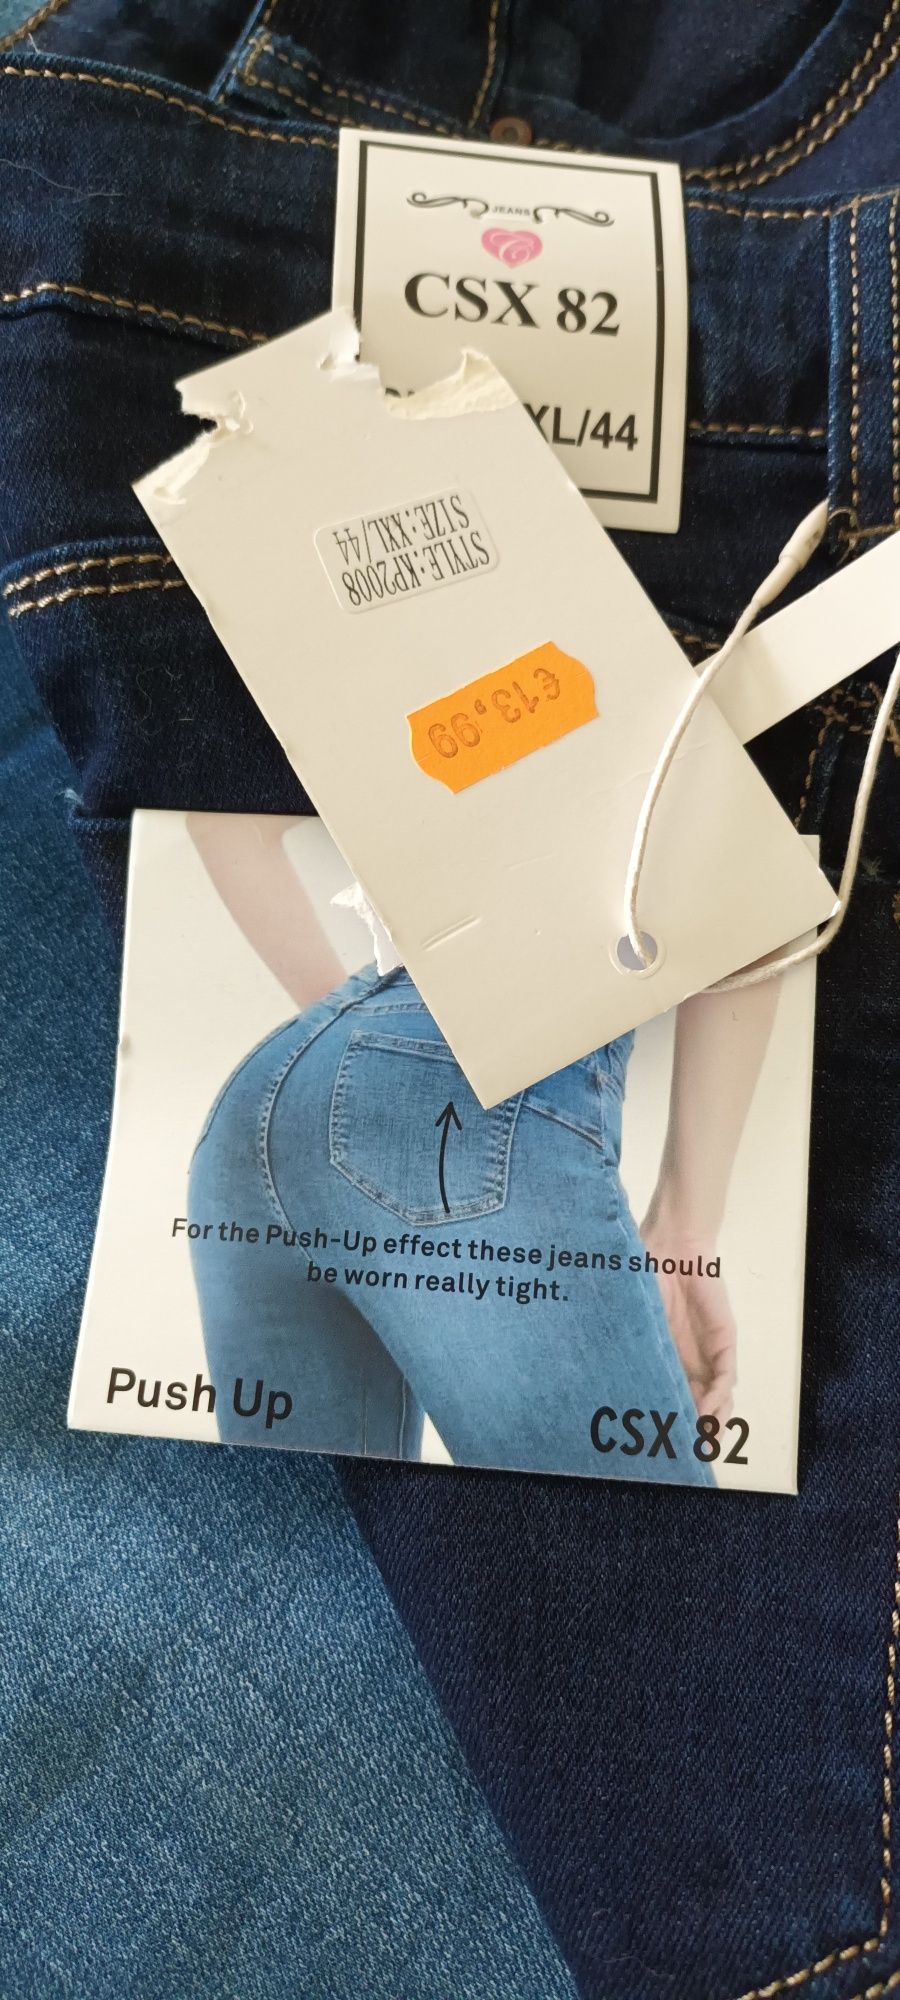 JEANS
CSX 82
XL/44
STYLE:KP2008
SIZE:XXL/44
€13,99
For the Push-Up effect these jeans should
be worn really tight.
Push Up
CSX 82